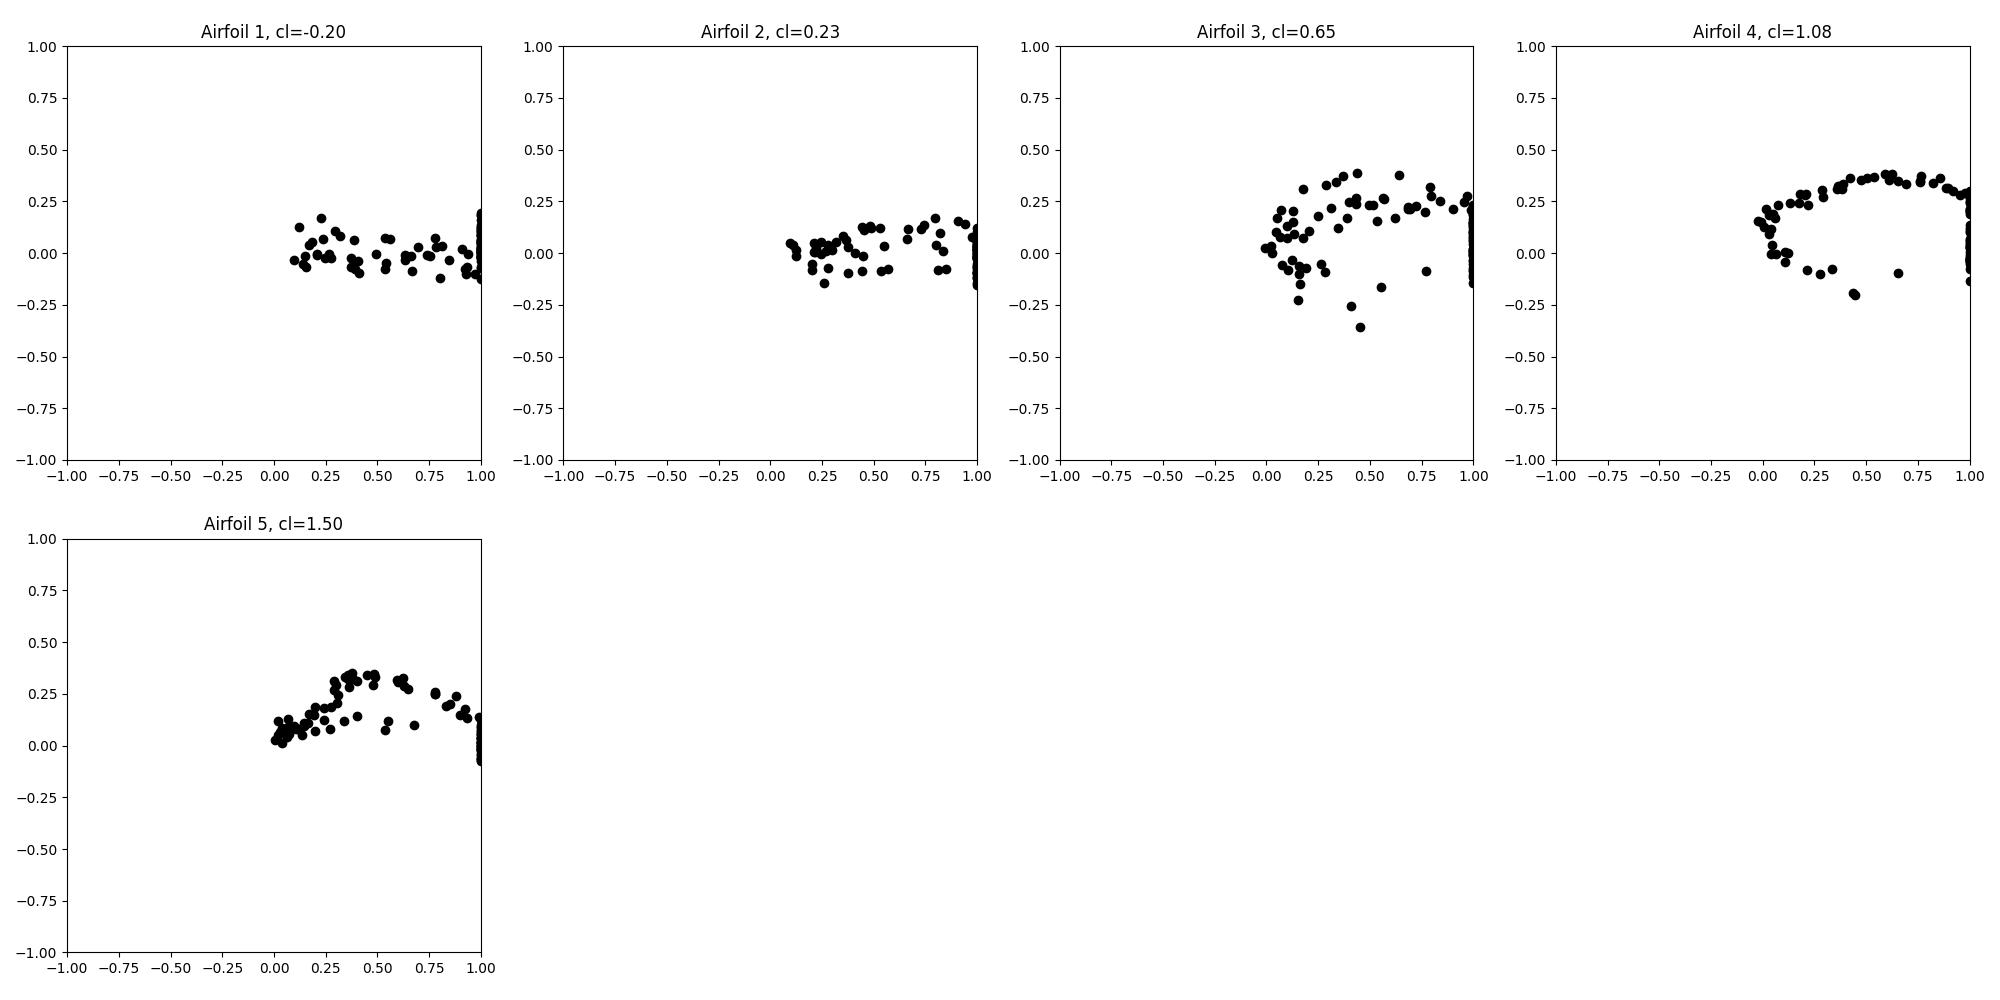 Airfoil 1, cl=-0.20
Airfoil 2, cl=0.23
Airfoil 3, cl=0.65
Airfoil 4, cl=1.08
1.00 1.00 1.00 1.00
0.75 0.75 0.75 0.75
0.50 0.50 0.50 0.50
0.25 0.25 0.25 0.25
0.00 0.00 0.00 0.00
−0.25 −0.25 −0.25 −0.25
−0.50 −0.50 −0.50 −0.50
−0.75 −0.75 −0.75 −0.75
−1.00 −1.00 −1.00 −1.00
−1.00 −0.75 −0.50 −0.25 0.00 0.25 0.50 0.75 1.00
−1.00 −0.75 −0.50 −0.25 0.00 0.25 0.50 0.75 1.00
−1.00 −0.75 −0.50 −0.25 0.00 0.25 0.50 0.75 1.00
−1.00 −0.75 −0.50 −0.25 0.00 0.25 0.50 0.75 1.00
Airfoil 5, cl=1.50
1.00
0.75
0.50
0.25
0.00
−0.25
−0.50
−0.75
−1.00
−1.00 −0.75 −0.50 −0.25 0.00 0.25 0.50 0.75 1.00